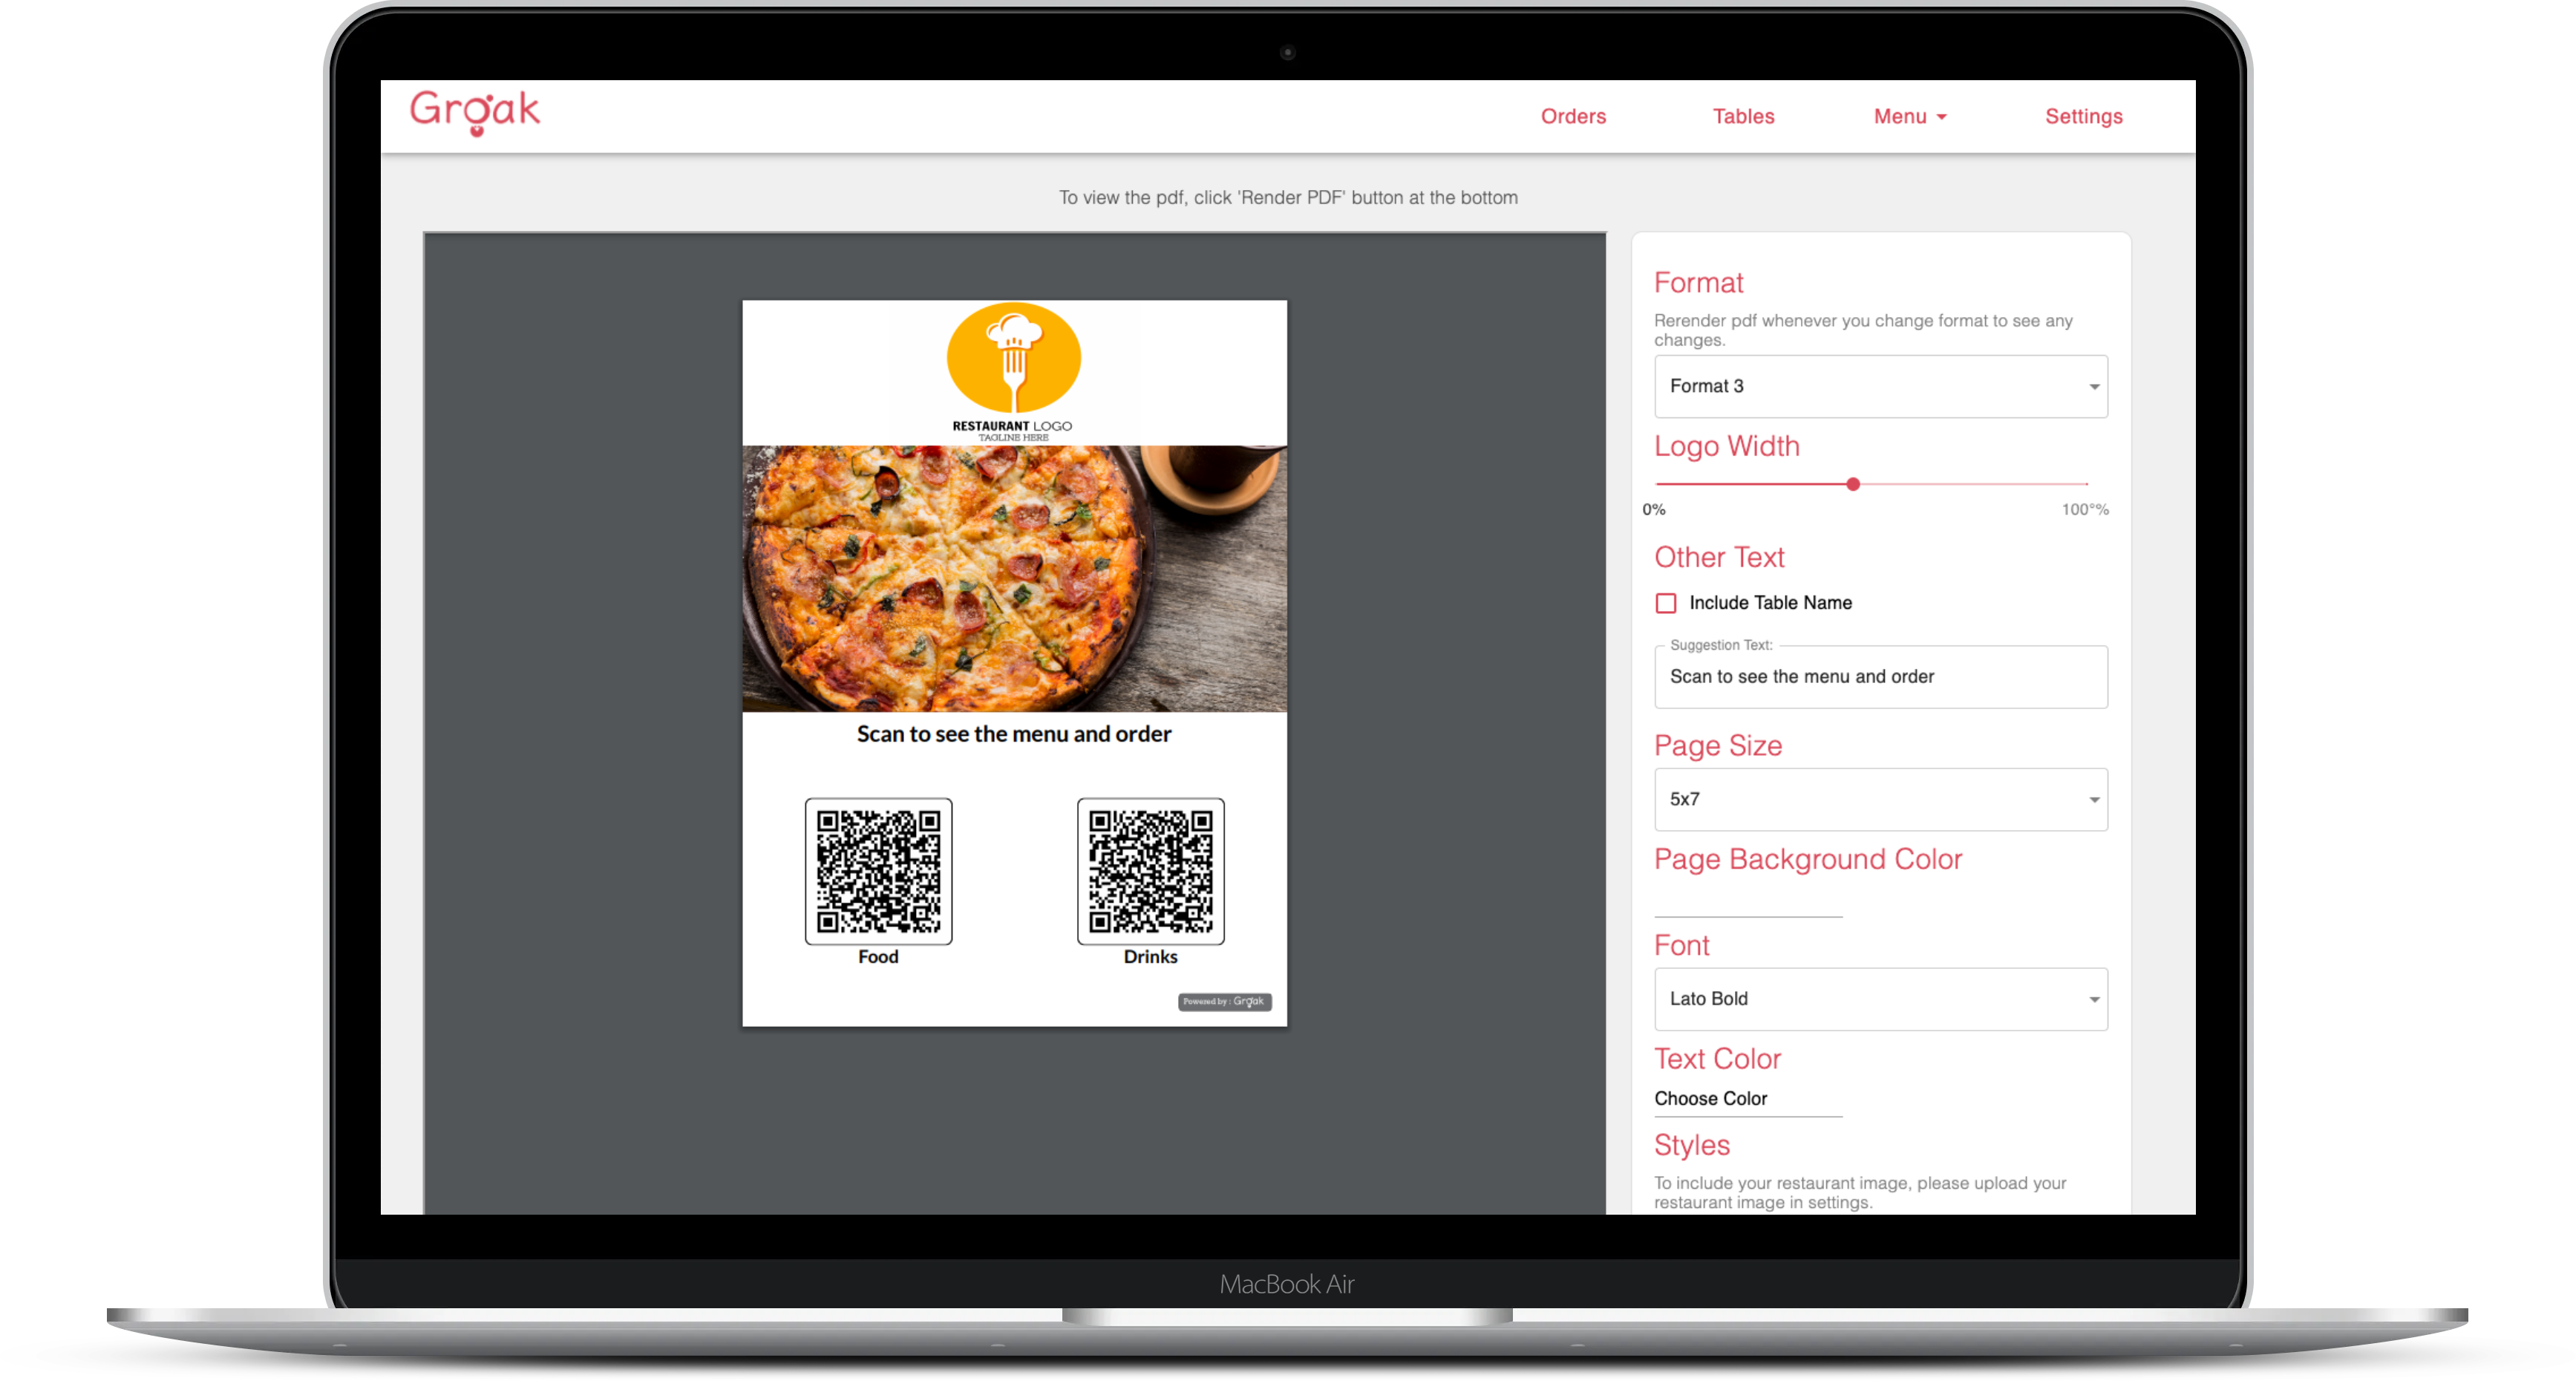 Groak
Orders
Tables
Menu
Settings
To view the pdf, click 'Render PDF' button at the bottom
RESTAURANT LOGO
TAGLINE HERE
Scan to see the menu and order
Food
Drinks
Powered by : Groak
Format
Rerender pdf whenever you change format to see any
changes.
Format 3
Logo Width
0%
100°%
Other Text
Include Table Name
Suggestion Text:
Scan to see the menu and order
Page Size
5x7
Page Background Color
Font
Lato Bold
Text Color
Choose Color
Styles
To include your restaurant image, please upload your
restaurant image in settings.
MacBook Air